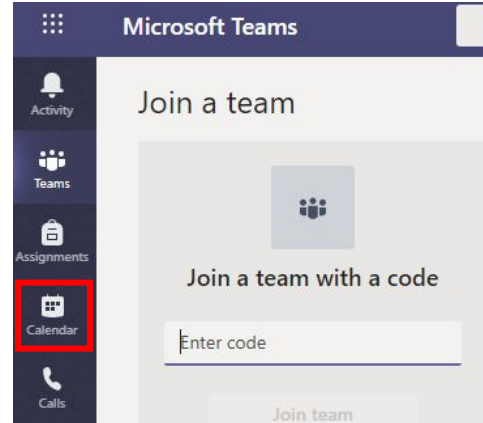 Microsoft Teams
Activity
Teams
Assignments
Calendar
Calls
Join a team
Join a team with a code
Enter code
Join team